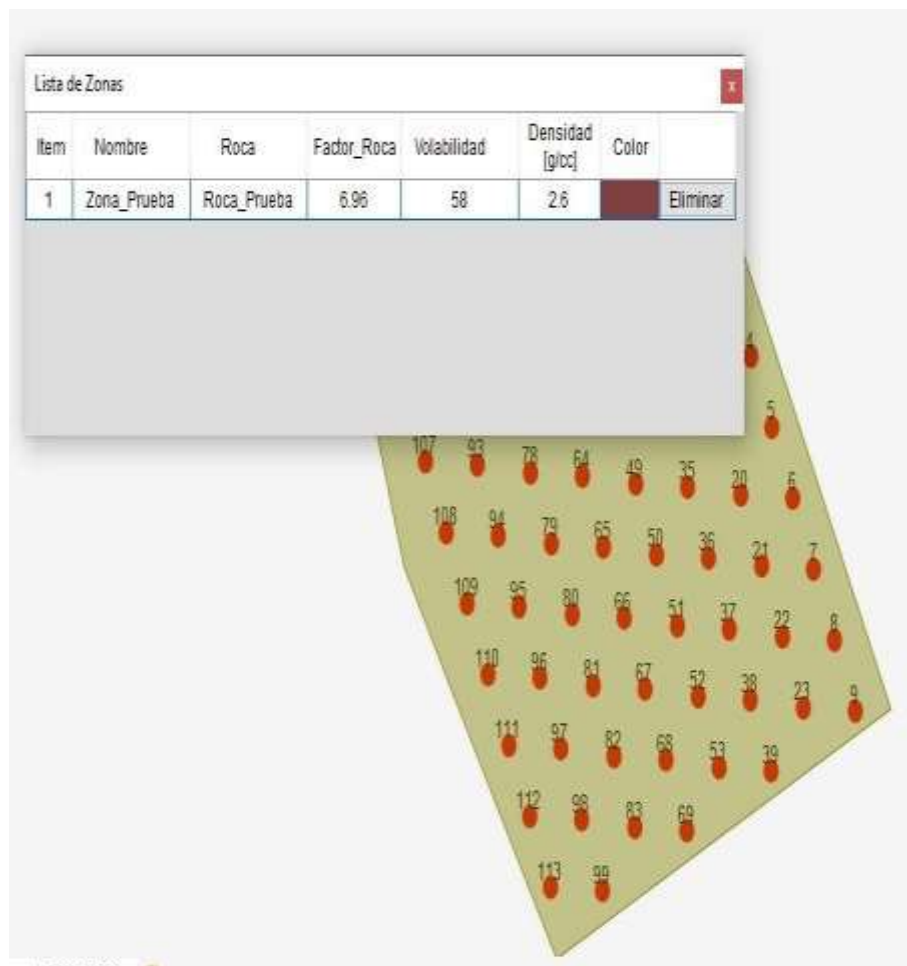 Lista de Zonas
x
Item Nombre Roca Factor_Roca Volabilidad Densidad [g/cc] Color
1 Zona_Prueba Roca_Prueba 6.96 58 2.6 Eliminar
4
5
107 93 78 64 49 35 20 6
108 94 79 65 50 36 21 7
109 95 80 66 51 37 22 8
110 96 81 67 52 38 23 9
111 97 82 68 53 39
112 98 83 69
113 99